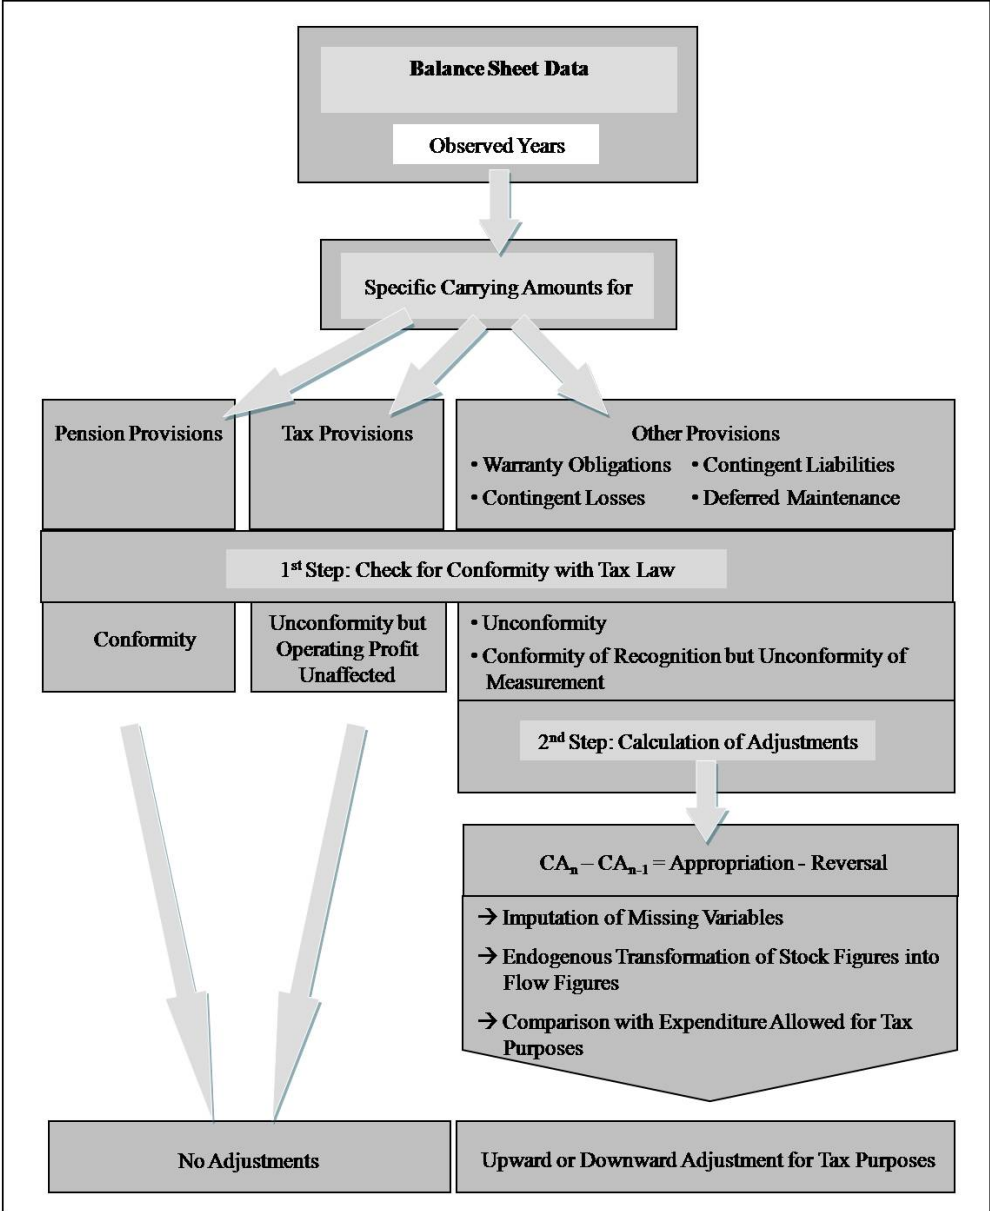 Balance Sheet Data
Observed Years
Specific Carrying Amounts for
Pension Provisions
Tax Provisions
Other Provisions
• Warranty Obligations • Contingent Liabilities
• Contingent Losses • Deferred Maintenance
1st Step: Check for Conformity with Tax Law
Conformity
Unconformity but
Operating Profit
Unaffected
• Unconformity
• Conformity of Recognition but Unconformity of
Measurement
2nd Step: Calculation of Adjustments
CAn – CAn-1 = Appropriation - Reversal
→ Imputation of Missing Variables
→ Endogenous Transformation of Stock Figures into
Flow Figures
→ Comparison with Expenditure Allowed for Tax
Purposes
No Adjustments
Upward or Downward Adjustment for Tax Purposes